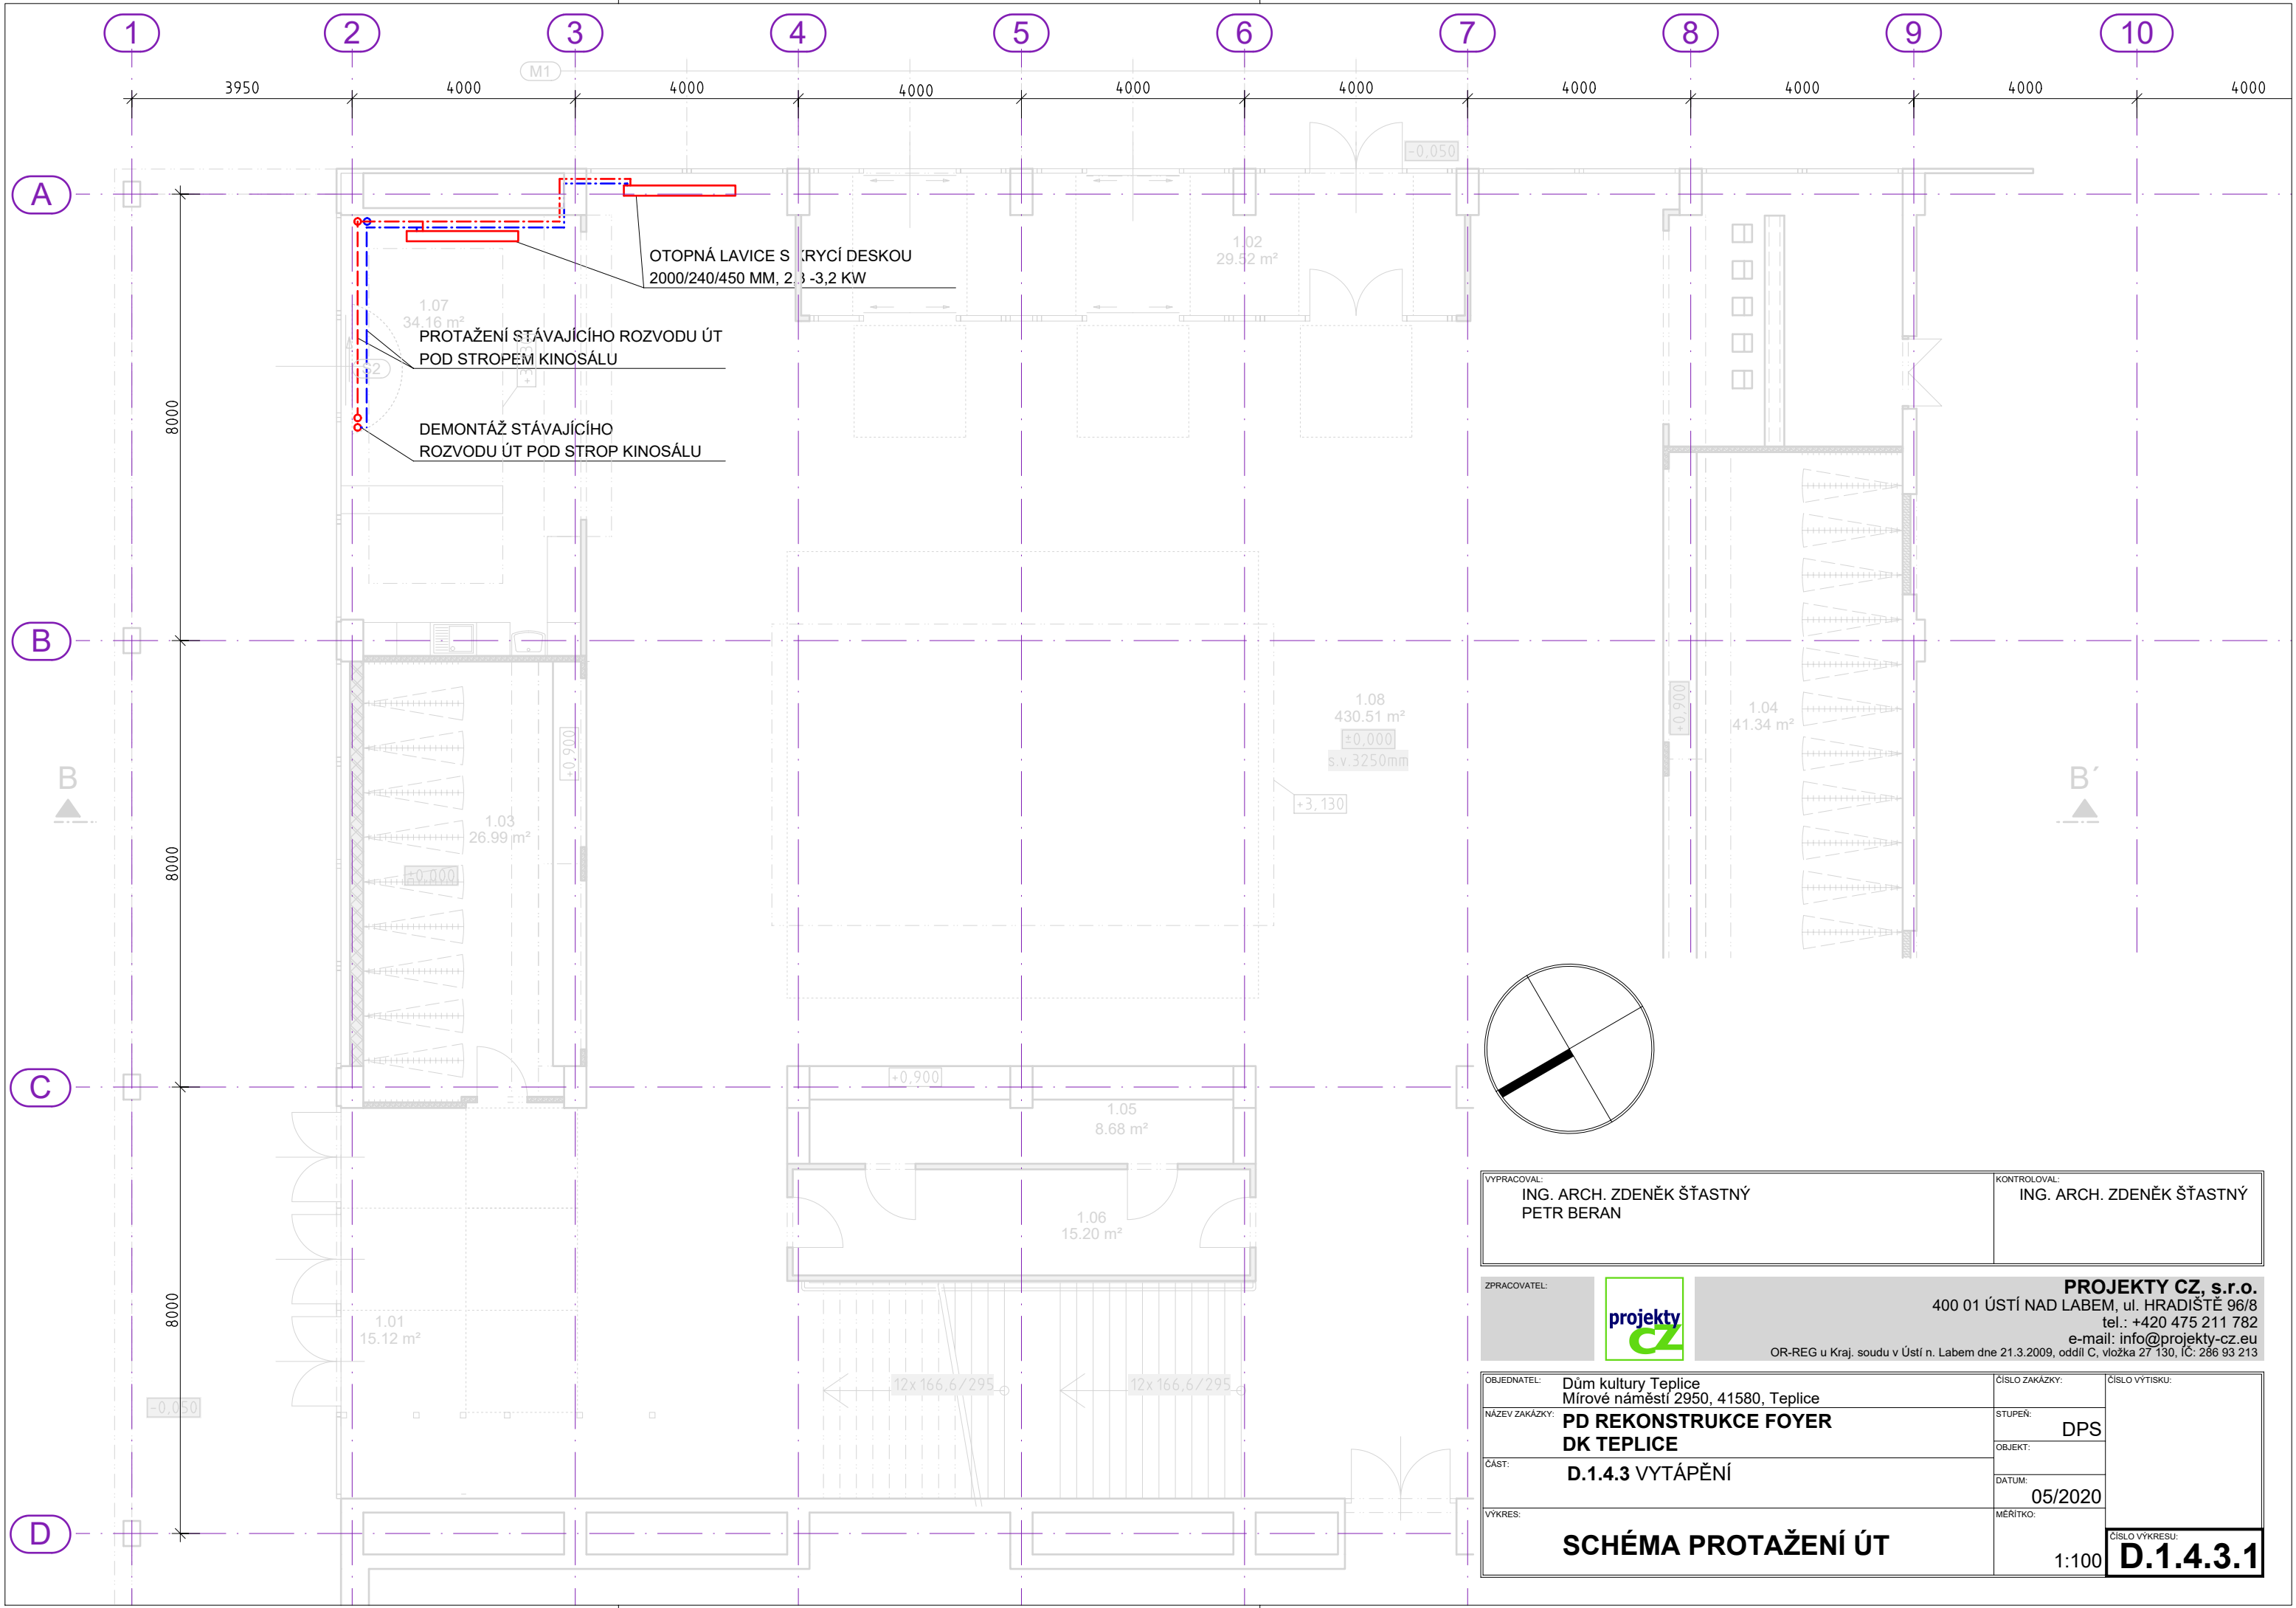 1 2 3 4 5 6 7 8 9 10
M1
3950 4000 4000 4000 4000 4000 4000 4000 4000 4000
-0,050
A
OTOPNÁ LAVICE S KRYCÍ DESKOU
2000/240/450 MM, 2,8 -3,2 KW
1.02
29.52 m²
1.07
34.16 m²
PROTAŽENÍ STÁVAJÍCÍHO ROZVODU ÚT
POD STROPEM KINOSÁLU
8000
DEMONTÁŽ STÁVAJÍCÍHO
ROZVODU ÚT POD STROP KINOSÁLU
B
+0,900
1.08
430.51 m²
±0,000
s.v.3250mm
+3,130
+0,900
1.04
41.34 m²
B
B´
1.03
26.99 m²
±0,000
8000
C
+0,900
1.05
8.68 m²
1.06
15.20 m²
8000
1.01
15.12 m²
-0,050
12x 166,6/295
12x 166,6/295
D
VYPRACOVAL:
ING. ARCH. ZDENĚK ŠŤASTNÝ
PETR BERAN
KONTROLOVAL:
ING. ARCH. ZDENĚK ŠŤASTNÝ
ZPRACOVATEL:
projekty
CZ
PROJEKTY CZ, s.r.o.
400 01 ÚSTÍ NAD LABEM, ul. HRADIŠTĚ 96/8
tel.: +420 475 211 782
e-mail: info@projekty-cz.eu
OR-REG u Kraj. soudu v Ústí n. Labem dne 21.3.2009, oddíl C, vložka 27 130, IČ: 286 93 213
OBJEDNATEL:
Dům kultury Teplice
Mírové náměstí 2950, 41580, Teplice
ČÍSLO ZAKÁZKY:
ČÍSLO VÝTISKU:
NÁZEV ZAKÁZKY:
PD REKONSTRUKCE FOYER
DK TEPLICE
STUPEŇ:
DPS
OBJEKT:
ČÁST:
D.1.4.3 VYTÁPĚNÍ
DATUM:
05/2020
VÝKRES:
SCHÉMA PROTAŽENÍ ÚT
MĚŘÍTKO:
1:100
ČÍSLO VÝKRESU:
D.1.4.3.1